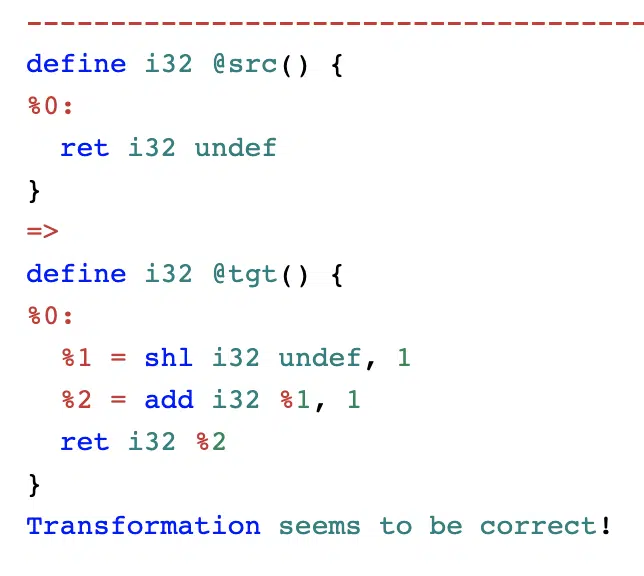 -------------------------------------
define i32 @src() {
%0:
  ret i32 undef
}
=>
define i32 @tgt() {
%0:
  %1 = shl i32 undef, 1
  %2 = add i32 %1, 1
  ret i32 %2
}
Transformation seems to be correct!